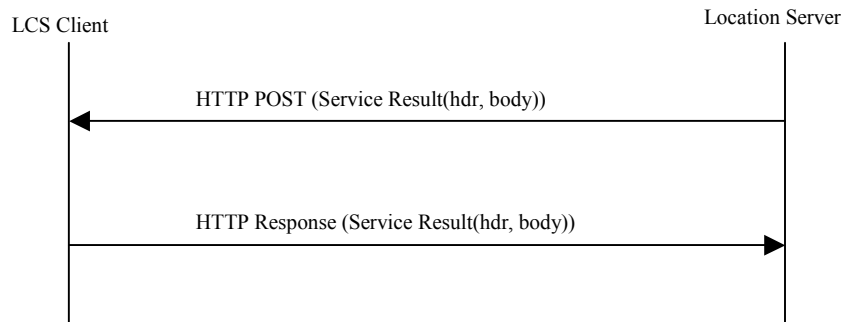 LCS Client
Location Server
HTTP POST (Service Result(hdr, body))
HTTP Response (Service Result(hdr, body))